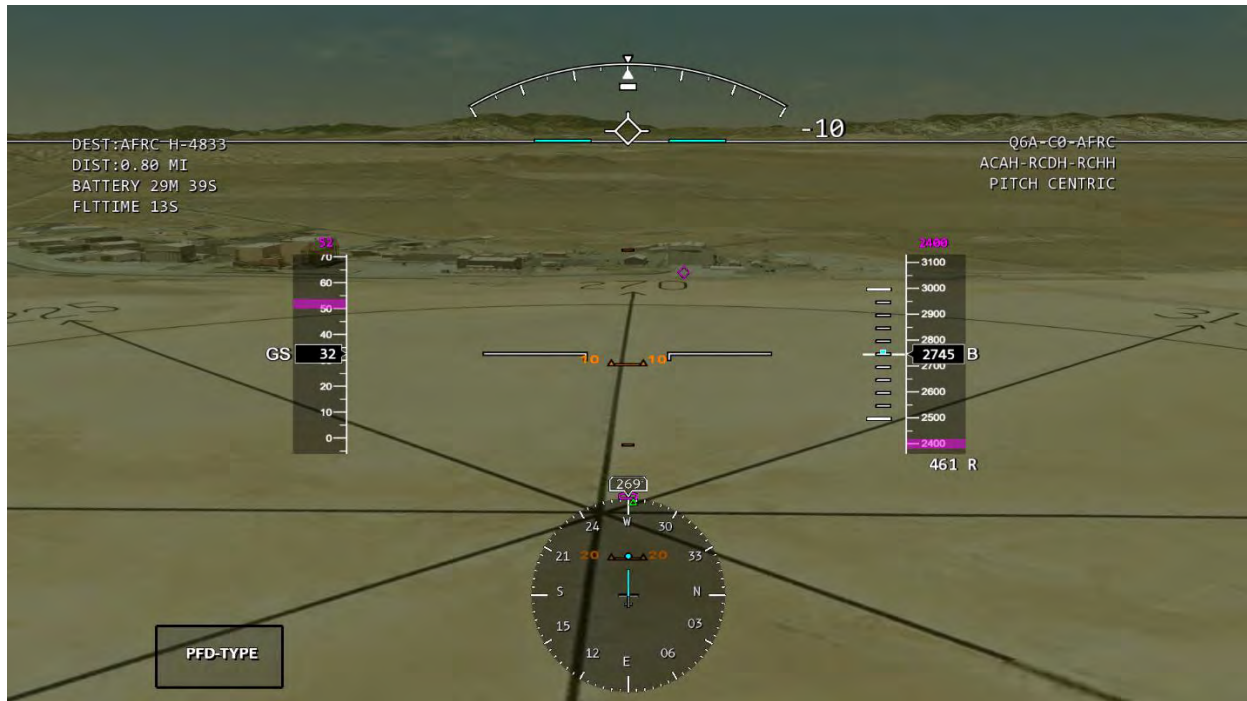 -10
DEST:AFRC H-4833
DIST:0.80 MI
BATTERY 29M 39S
FLTTIME 13S
Q6A-C0-AFRC
ACAH-RCDH-RCHH
PITCH CENTRIC
52
70
60
50
40
20
10
0
GS 32
225
270
10 10
2400
3100
3000
2900
2800
2700
2600
2500
2400
2745 B
461 R
269°
24 W 30
21 20 20 33
S N
15 03
12 E 06
PFD-TYPE